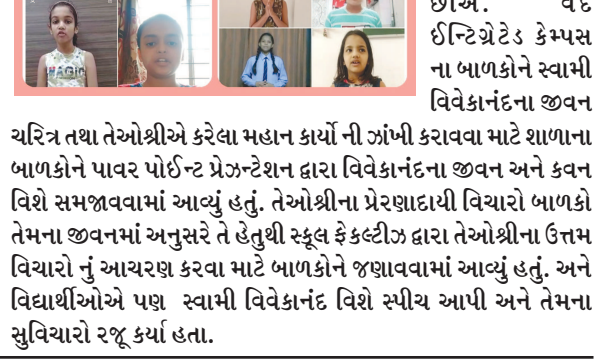 છીએ. વેદ
ઈન્ટિગ્રેટેડ કેમ્પસ
ના બાળકોને સ્વામી
વિવેકાનંદના જીવન
ચરિત્ર તથા તેઓશ્રીએ કરેલા મહાન કાર્યો ની ઝાંખી કરાવવા માટે શાળાના
બાળકોને પાવર પોઈન્ટ પ્રેઝન્ટેશન દ્વારા વિવેકાનંદના જીવન અને કવન
વિશે સમજાવવામાં આવ્યું હતું. તેઓશ્રીના પ્રેરણાદાયી વિચારો બાળકો
તેમના જીવનમાં અનુસરે તે હેતુથી સ્કૂલ ફેકલ્ટીઝ દ્વારા તેઓશ્રીના ઉત્તમ
વિચારો નું આચરણ કરવા માટે બાળકોને જણાવવામાં આવ્યું હતું. અને
વિદ્યાર્થીઓએ પણ સ્વામી વિવેકાનંદ વિશે સ્પીચ આપી અને તેમના
સુવિચારો રજૂ કર્યા હતા.
MAGIC